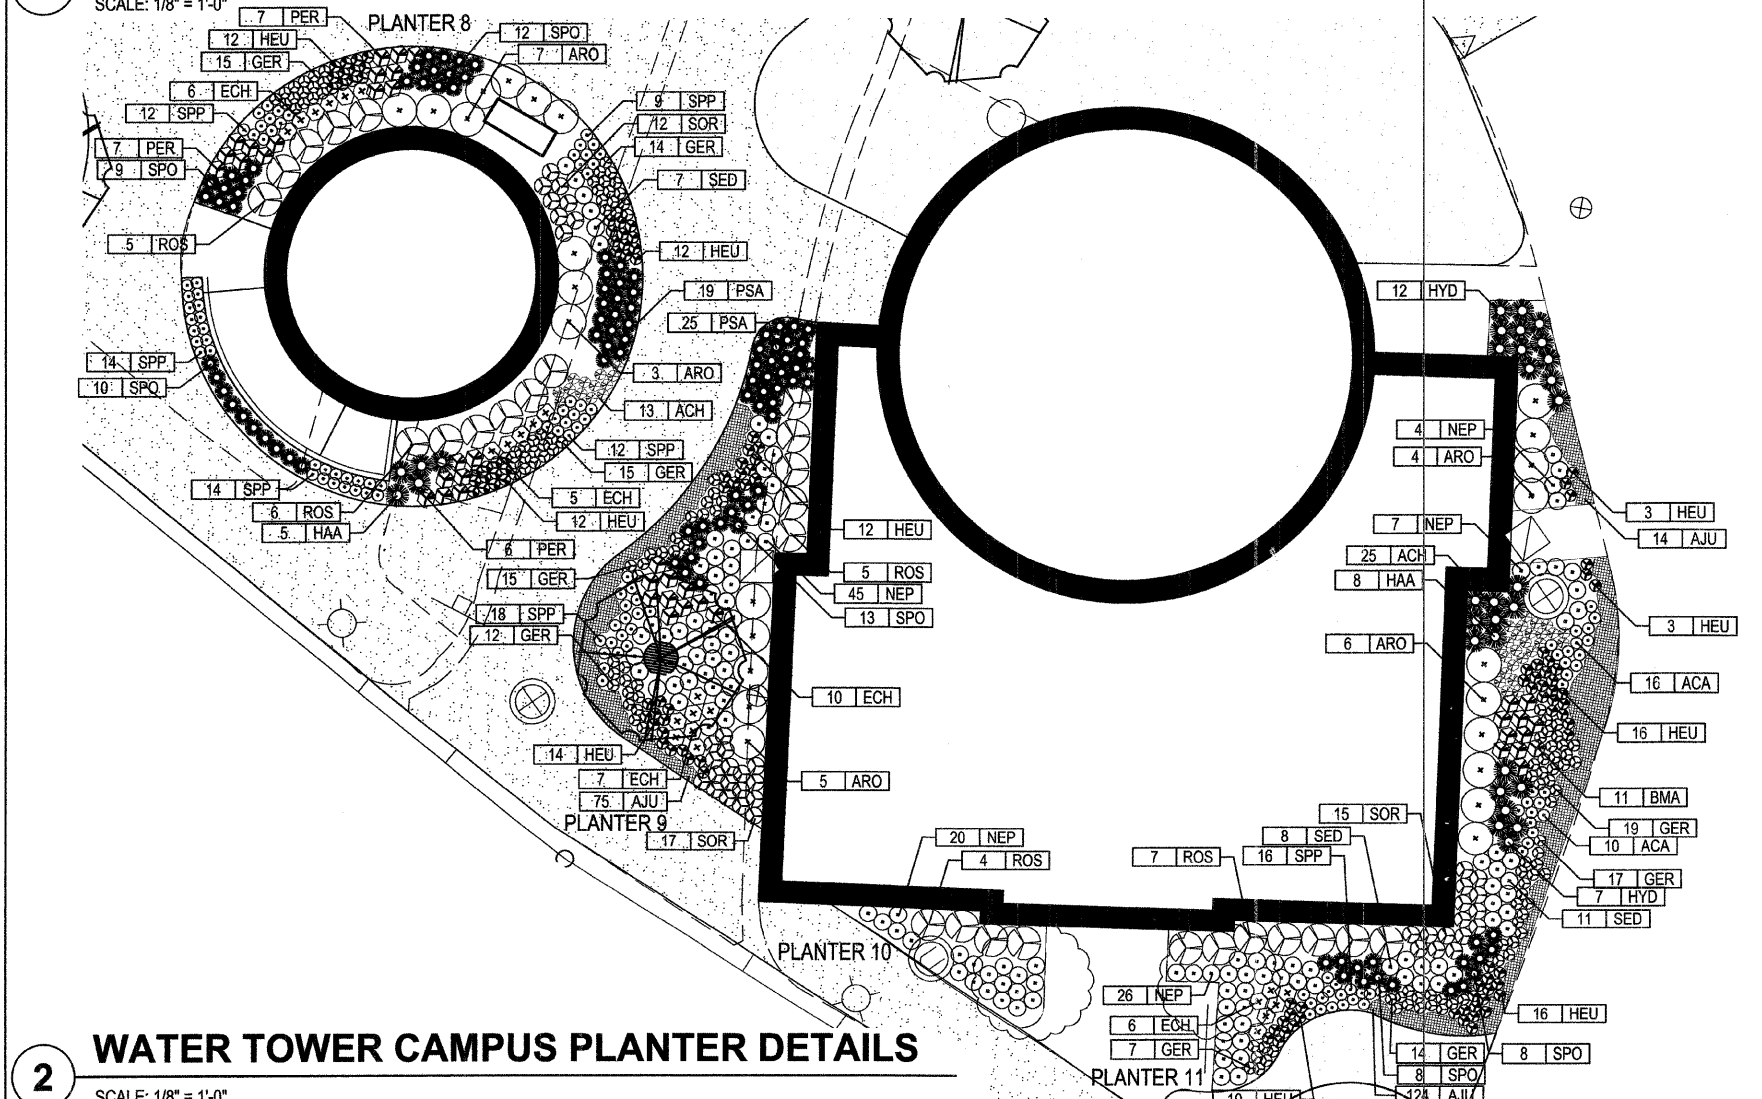 SCALE: 1/8" = 1'-0"
PLANTER 8
7 PER
12 HEU
15 GER
6 ECH
12 SPP
7 PER
9 SPO
5 ROS
14 SPP
10 SPO
14 SPP
6 ROS
5 HAA
12 SPO
7 ARO
9 SPP
12 SOR
14 GER
7 SED
12 HEU
19 PSA
25 PSA
3 ARO
13 ACH
12 SPP
15 GER
5 ECH
12 HEU
6 PER
15 GER
18 SPP
12 GER
14 HEU
7 ECH
75 AJU
PLANTER 9
17 SOR
12 HEU
5 ROS
45 NEP
13 SPO
10 ECH
5 ARO
20 NEP
4 ROS
PLANTER 10
12 HYD
4 NEP
4 ARO
7 NEP
25 ACH
8 HAA
6 ARO
15 SOR
8 SED
16 SPP
7 ROS
3 HEU
14 AJU
3 HEU
16 ACA
16 HEU
11 BMA
19 GER
10 ACA
17 GER
7 HYD
11 SED
16 HEU
8 SPO
14 GER
8 SPO
124 AJU
26 NEP
6 ECH
7 GER
PLANTER 11
19 HEU
2
WATER TOWER CAMPUS PLANTER DETAILS
SCALE: 1/8" = 1'-0"